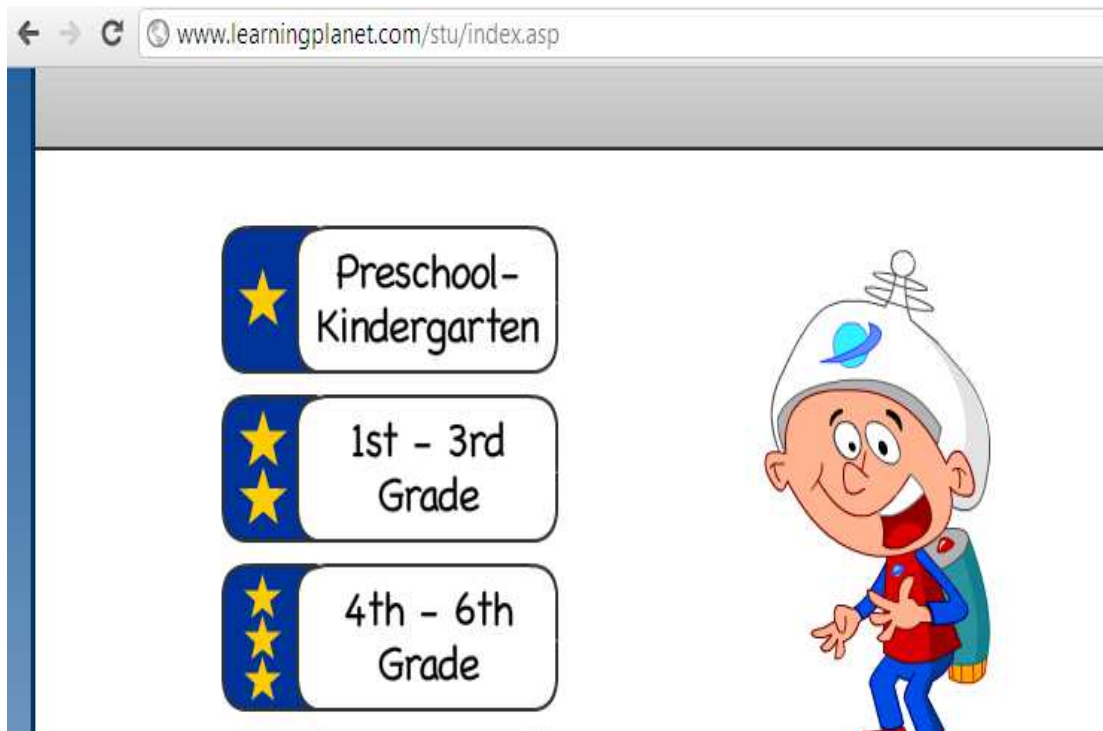 www.learningplanet.com/stu/index.asp
Preschool-
Kindergarten
1st - 3rd
Grade
4th - 6th
Grade